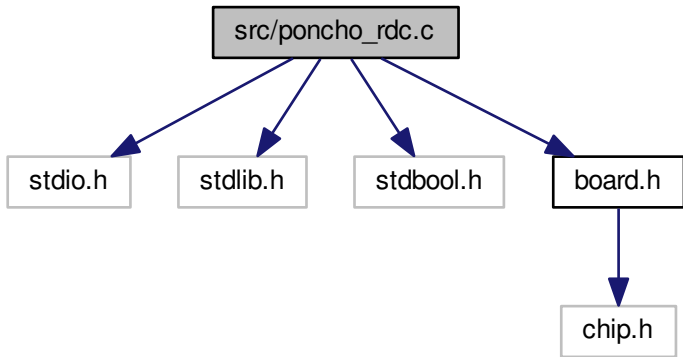 src/poncho_rdc.c
stdio.h
stdlib.h
stdbool.h
board.h
chip.h